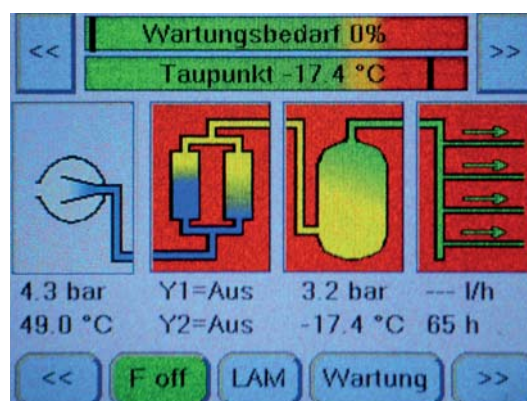 << Wartungsbedarf 0% >>
Taupunkt -17.4 °C
4.3 bar Y1=Aus 3.2 bar --- l/h
49.0 °C Y2=Aus -17.4 °C 65 h
<< F off LAM Wartung >>